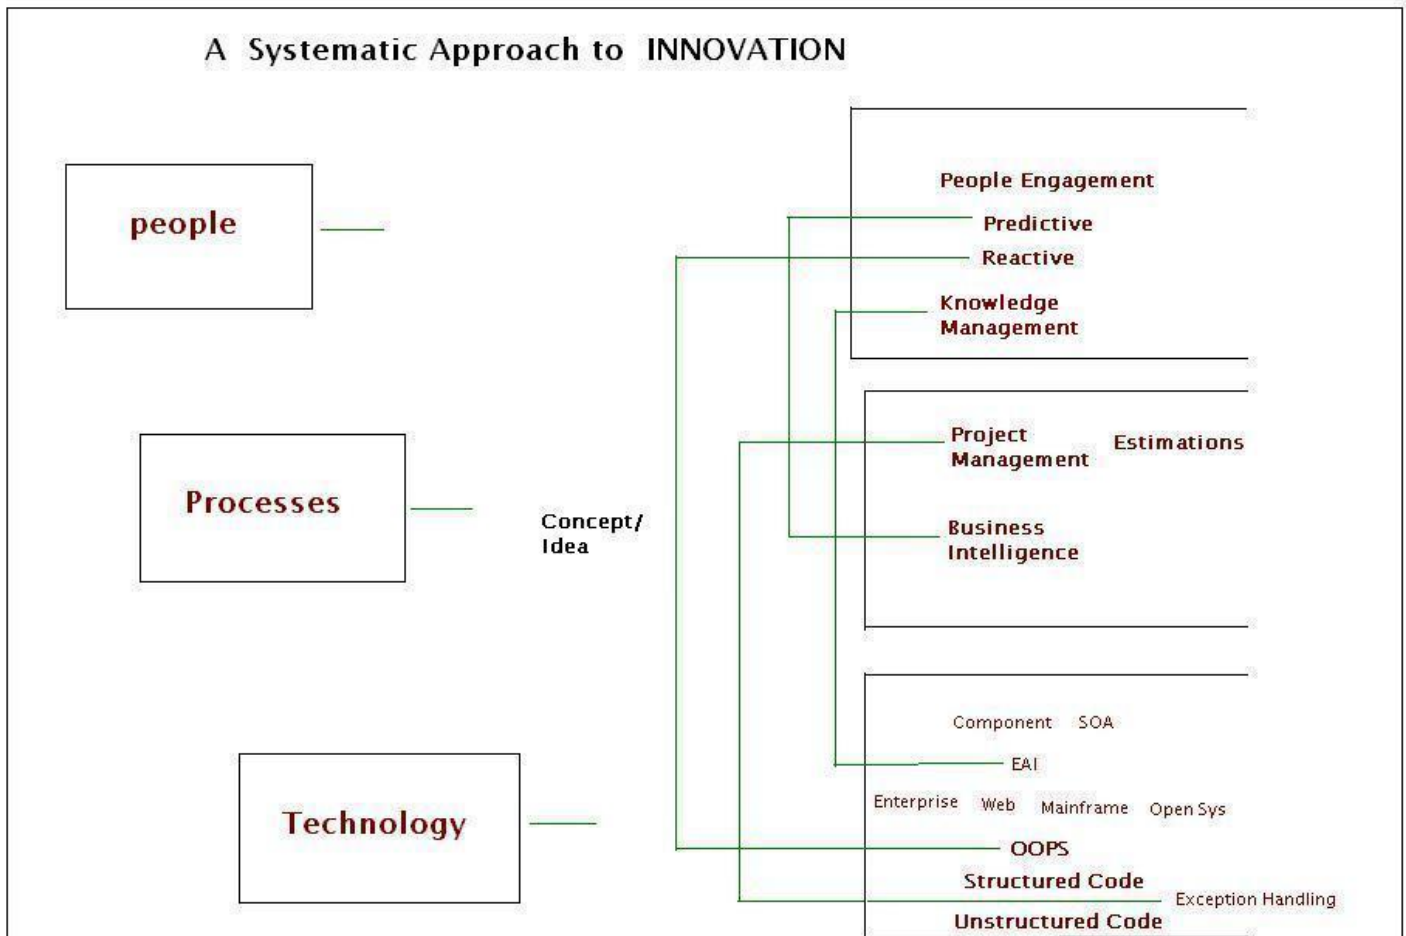 A Systematic Approach to INNOVATION
people
Processes
Technology
Concept/
Idea
People Engagement
Predictive
Reactive
Knowledge
Management
Project
Management
Estimations
Business
Intelligence
Component SOA
EAI
Enterprise Web Mainframe Open Sys
OOPS
Structured Code
Exception Handling
Unstructured Code